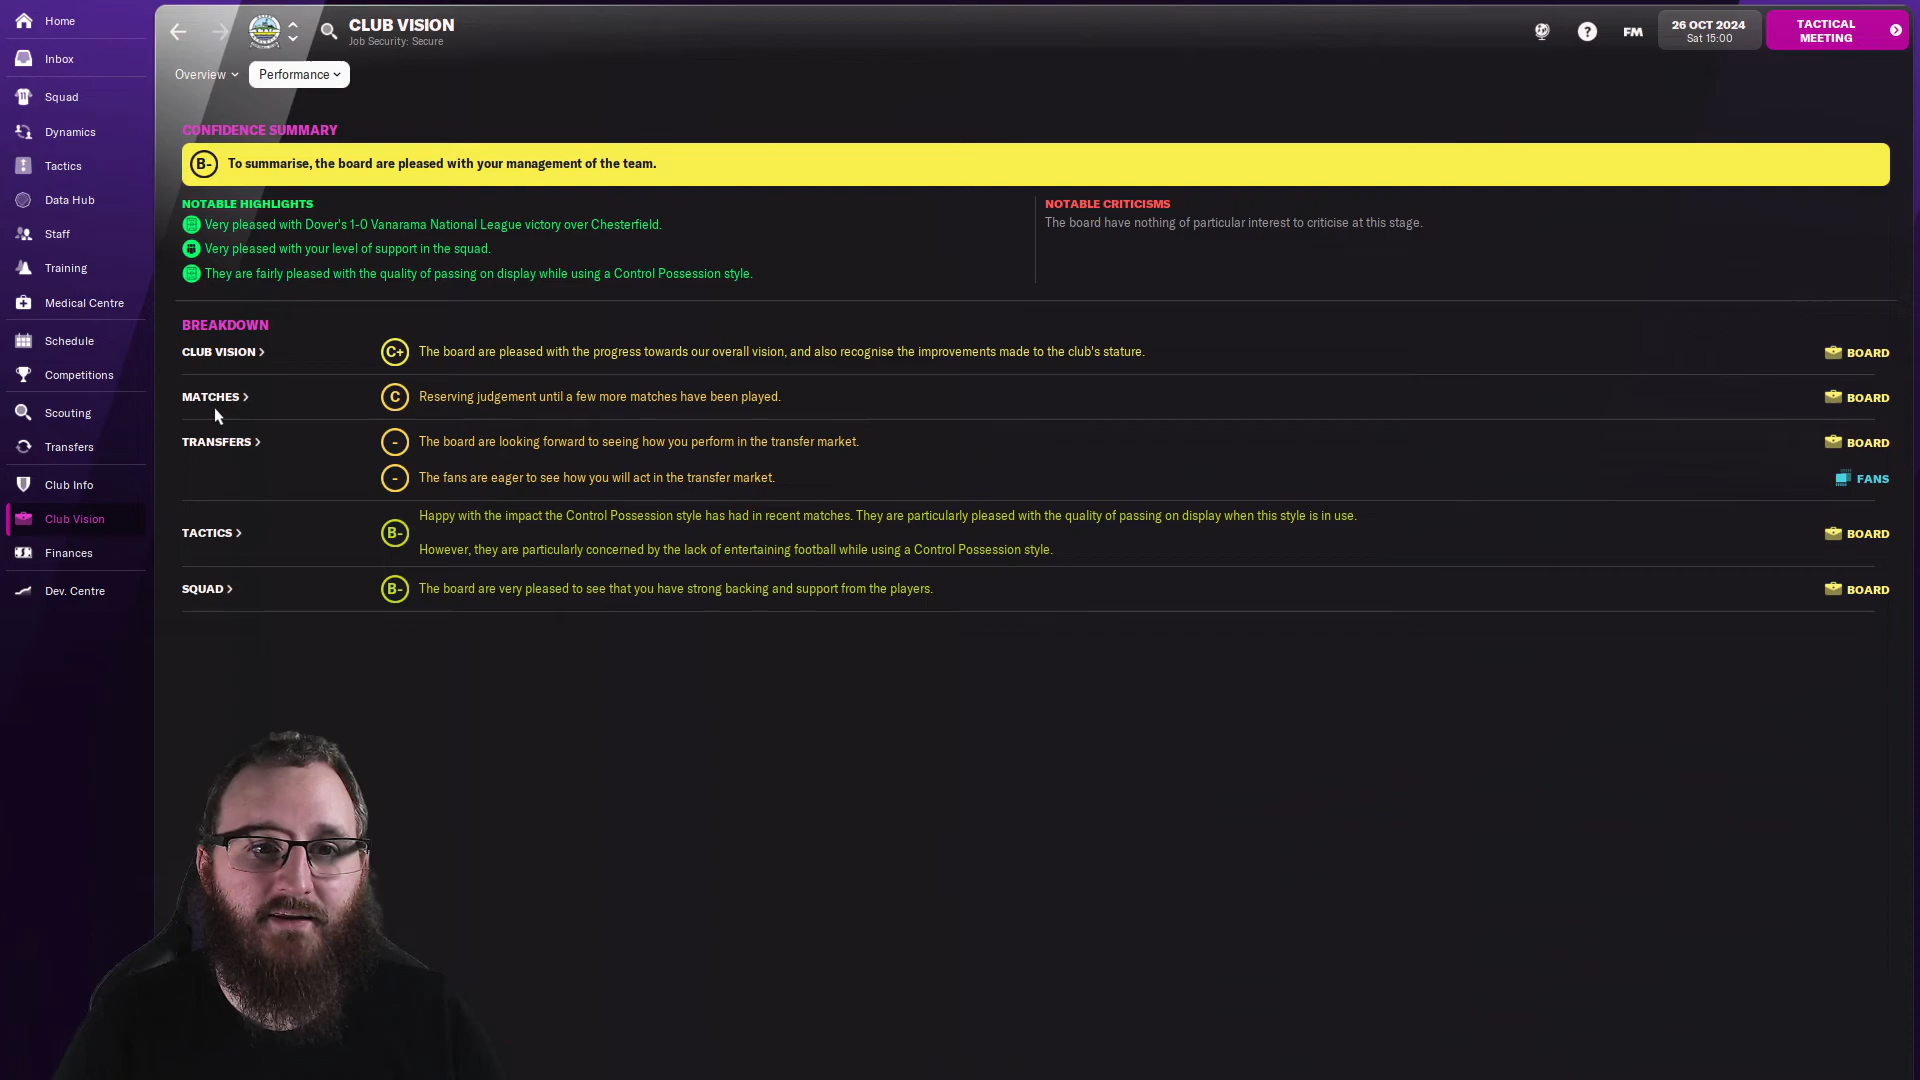 Home
Inbox
Squad
Dynamics
Tactics
Data Hub
Staff
Training
Medical Centre
Schedule
Competitions
Scouting
Transfers
Club Info
Club Vision
Finances
Dev. Centre
CLUB VISION
Job Security: Secure
FM
26 OCT 2024
Sat 15:00
TACTICAL
MEETING
Overview
Performance
CONFIDENCE SUMMARY
B- To summarise, the board are pleased with your management of the team.
NOTABLE HIGHLIGHTS
Very pleased with Dover's 1-0 Vanarama National League victory over Chesterfield.
Very pleased with your level of support in the squad.
They are fairly pleased with the quality of passing on display while using a Control Possession style.
NOTABLE CRITICISMS
The board have nothing of particular interest to criticise at this stage.
BREAKDOWN
CLUB VISION > C+ The board are pleased with the progress towards our overall vision, and also recognise the improvements made to the club's stature. BOARD
MATCHES > C Reserving judgement until a few more matches have been played. BOARD
TRANSFERS > - The board are looking forward to seeing how you perform in the transfer market. BOARD
- The fans are eager to see how you will act in the transfer market. FANS
Happy with the impact the Control Possession style has had in recent matches. They are particularly pleased with the quality of passing on display when this style is in use.
TACTICS > B- BOARD
However, they are particularly concerned by the lack of entertaining football while using a Control Possession style.
SQUAD > B- The board are very pleased to see that you have strong backing and support from the players. BOARD